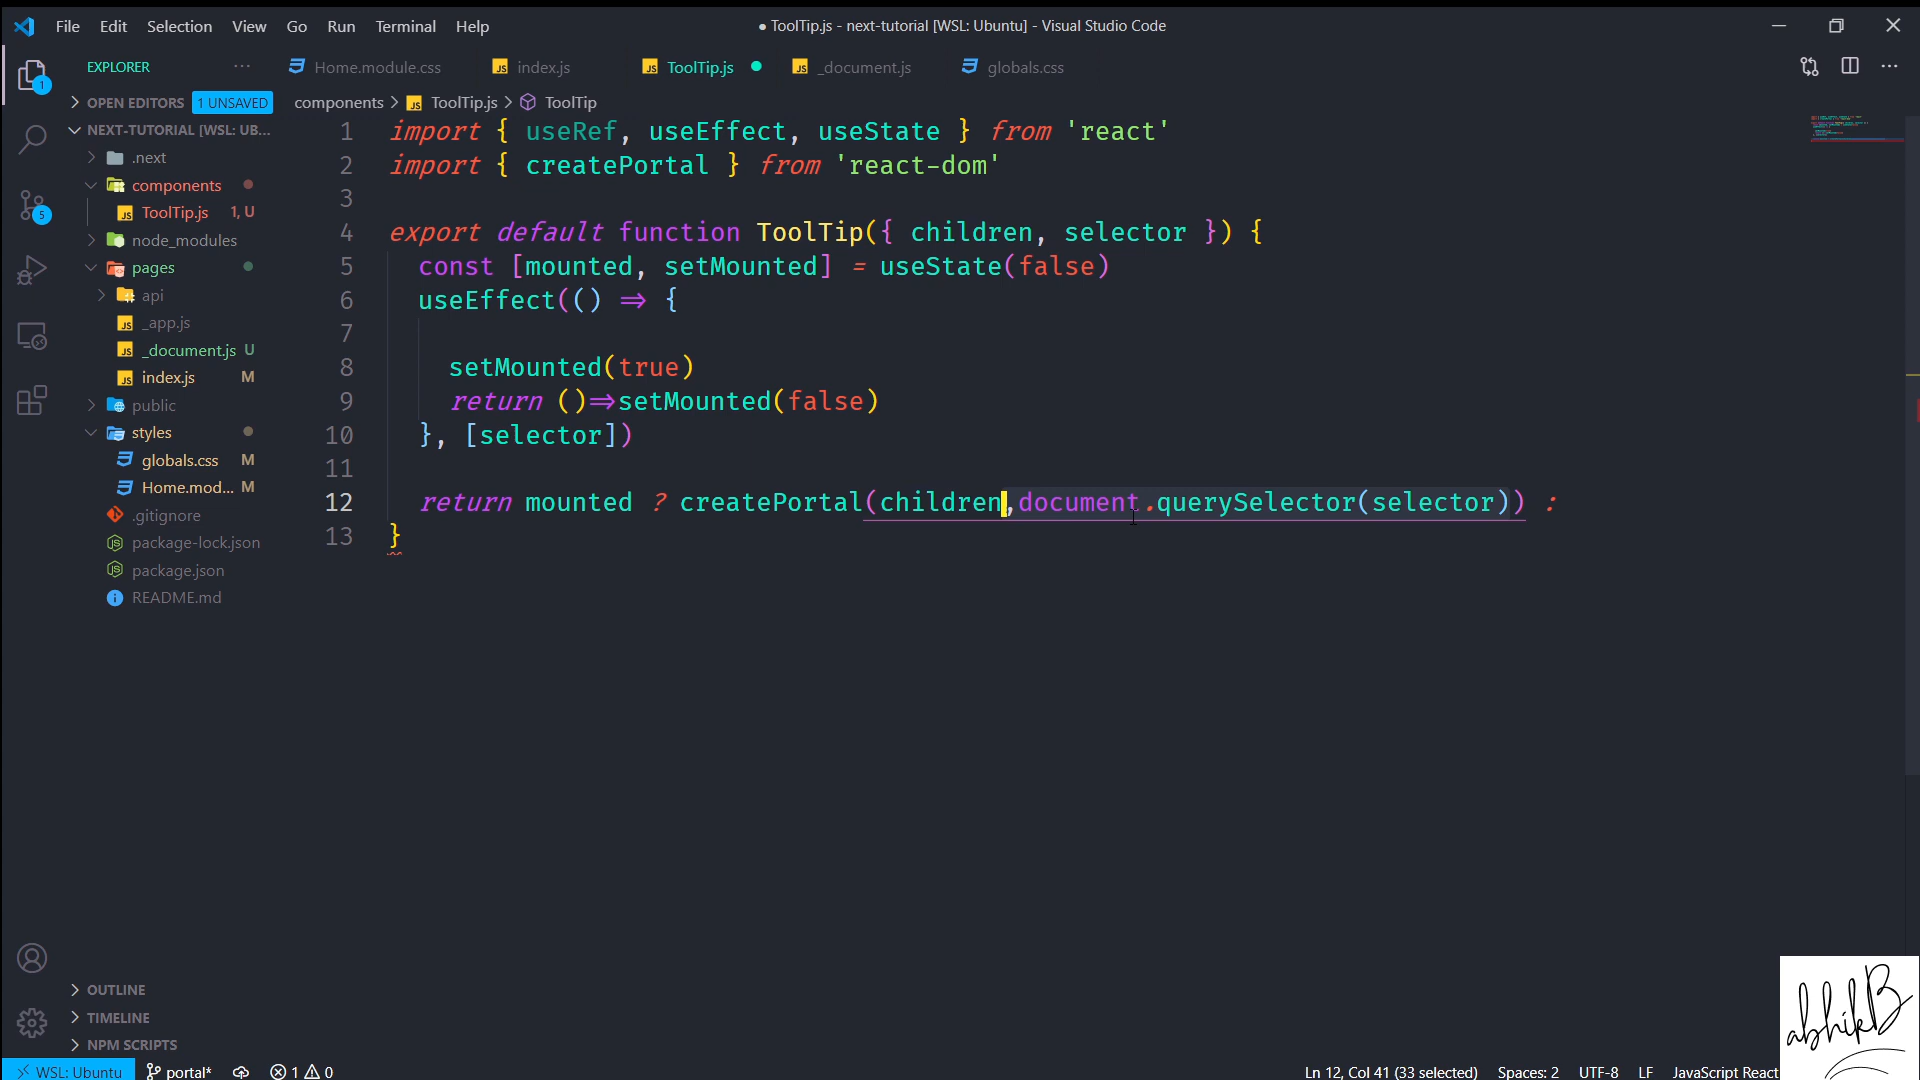 File Edit Selection View Go Run Terminal Help
● ToolTip.js - next-tutorial [WSL: Ubuntu] - Visual Studio Code
EXPLORER ···
Home.module.css
index.js
ToolTip.js
_document.js
globals.css
OPEN EDITORS 1 UNSAVED
components > ToolTip.js > ToolTip
NEXT-TUTORIAL [WSL: UB...
.next
components
ToolTip.js 1, U
node_modules
pages
api
_app.js
_document.js U
index.js M
public
styles
globals.css M
Home.mod... M
.gitignore
package-lock.json
package.json
README.md
1
5
1 import { useRef, useEffect, useState } from 'react'
2 import { createPortal } from 'react-dom'
3
4 export default function ToolTip({ children, selector }) {
5 const [mounted, setMounted] = useState(false)
6 useEffect(() => {
7
8 setMounted(true)
9 return ()=>setMounted(false)
10 }, [selector])
11
12 return mounted ? createPortal(children,document.querySelector(selector)) :
13 }
OUTLINE
TIMELINE
NPM SCRIPTS
abhikB
WSL: Ubuntu portal* 1 0
Ln 12, Col 41 (33 selected) Spaces: 2 UTF-8 LF JavaScript React